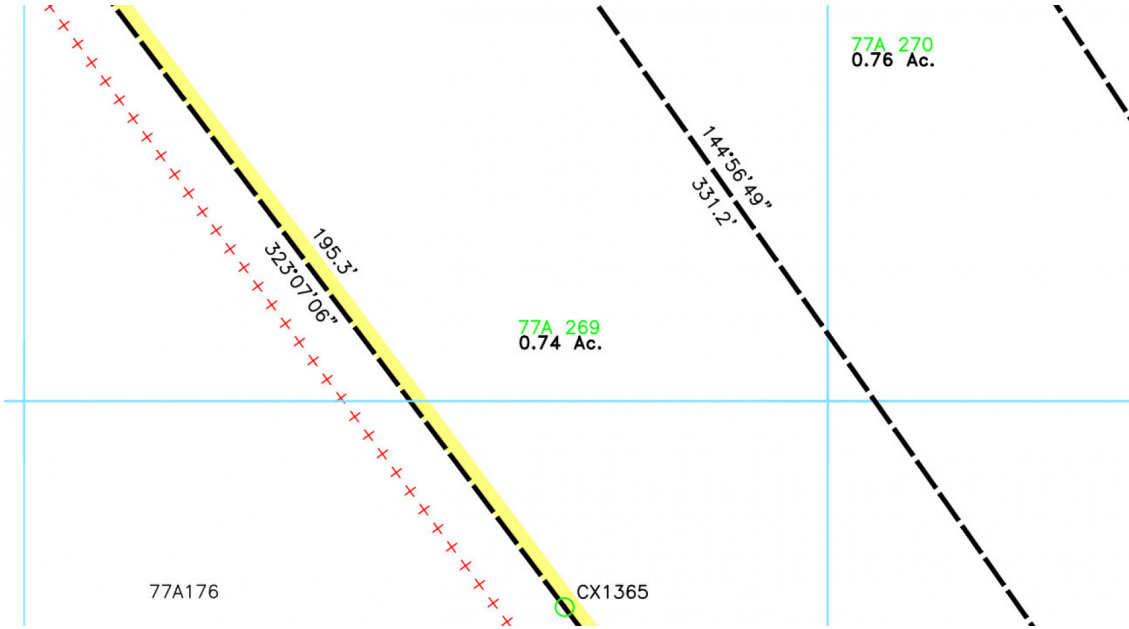 77A 270
0.76 Ac.
144°56'49"
331.2'
195.3'
323°07'06"
77A 269
0.74 Ac.
77A176
CX1365